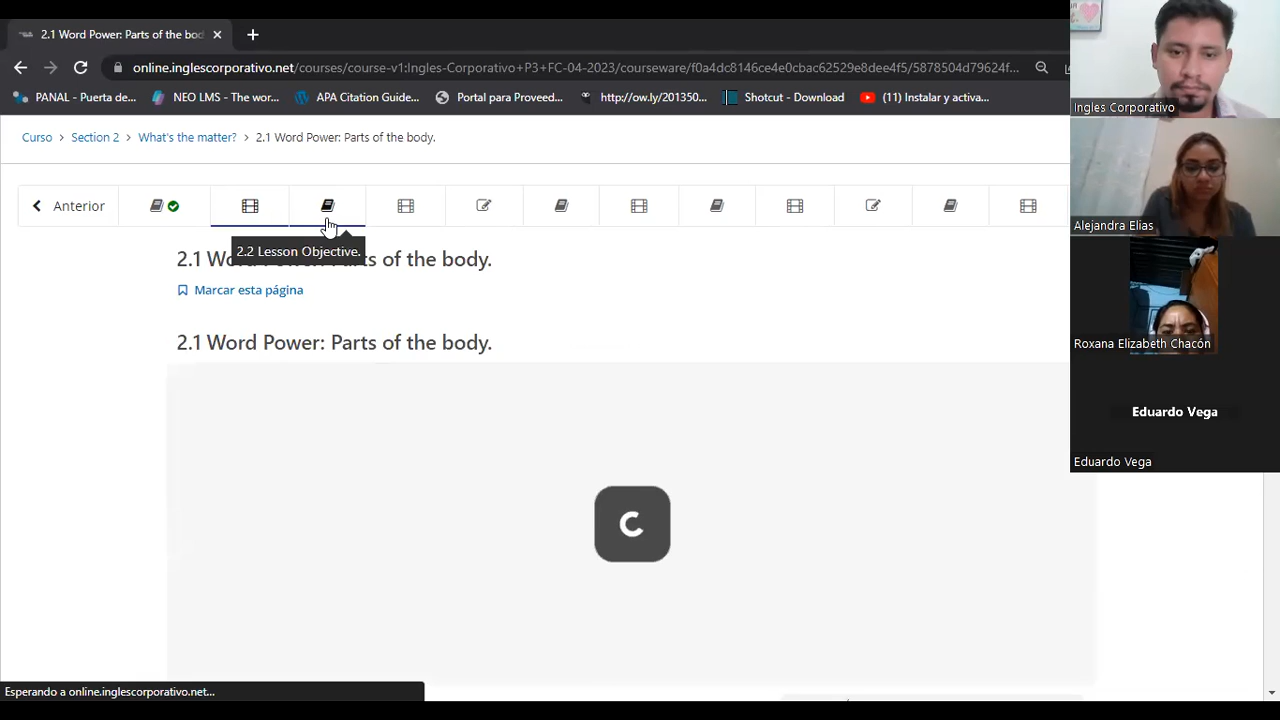 2.1 Word Power: Parts of the bod
online.inglescorporativo.net/courses/course-v1:Ingles-Corporativo+P3+FC-04-2023/courseware/f0a4dc8146ce4e0cb362529e8dee4f5/5878504d79624f...
PANAL - Puerta de...
NEO LMS - The wor...
APA Citation Guide...
Portal para Proveed...
http://ow.ly/201350...
Shotcut - Download
(11) Instalar y activa...
Curso > Section 2 > What's the matter? > 2.1 Word Power: Parts of the body.
Anterior
2.2 Lesson Objective.
2.1 Wo
rts of the body.
Marcar esta página
2.1 Word Power: Parts of the body.
Esperando a online.inglescorporativo.net...
Ingles Corporativo
Alejandra Elias
Roxana Elizabeth Chacón
Eduardo Vega
Eduardo Vega